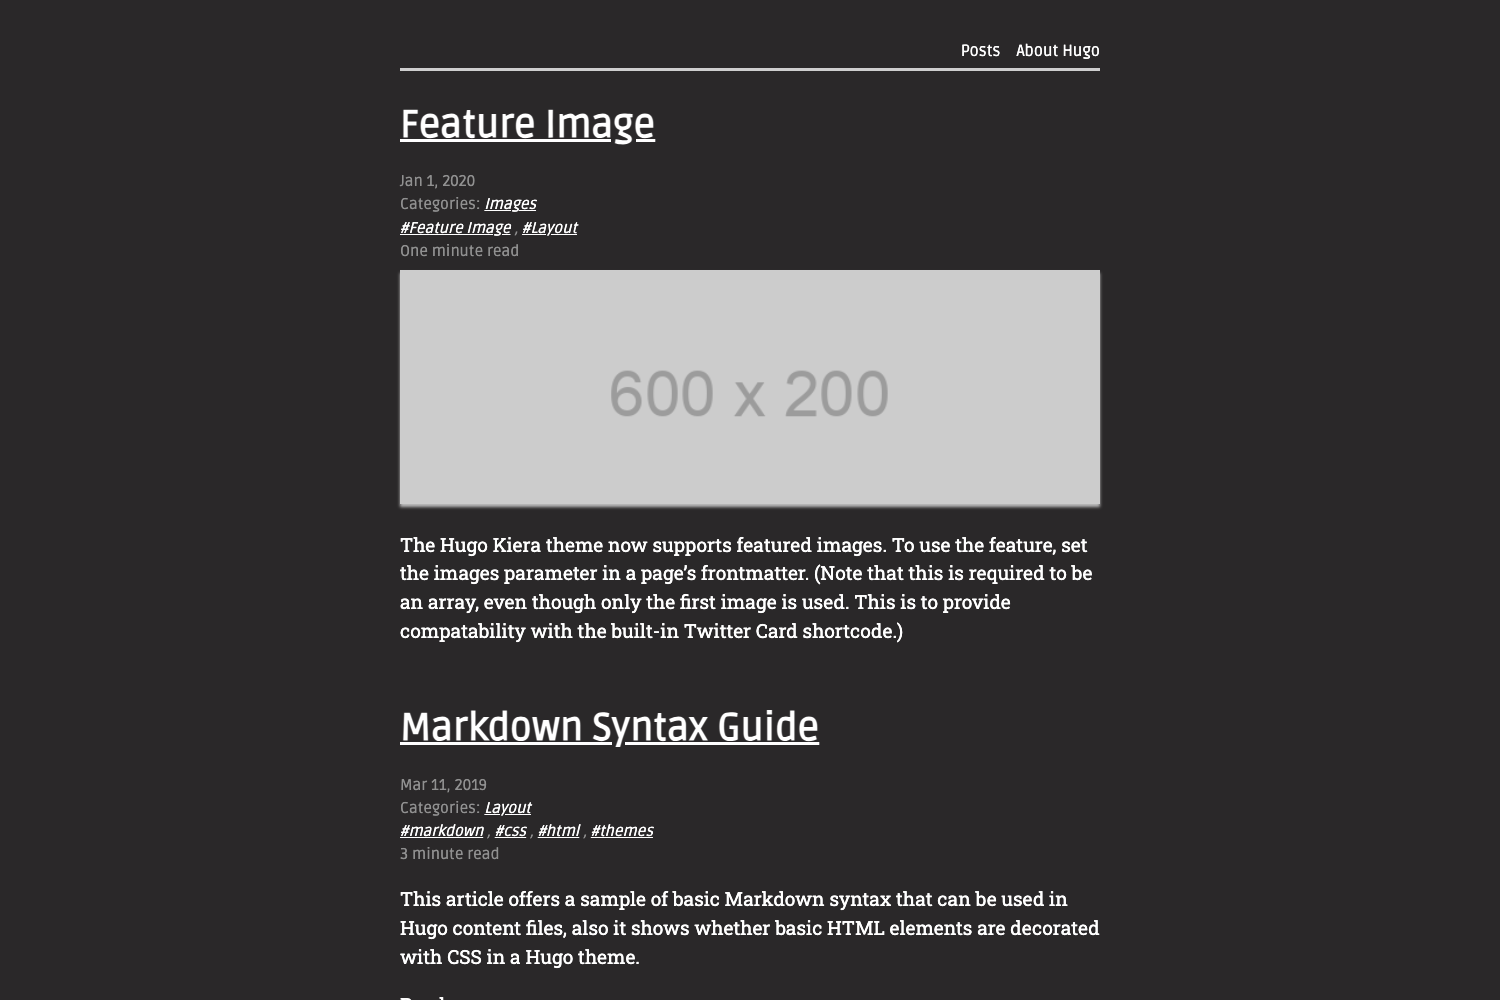 Posts About Hugo
Feature Image
Jan 1, 2020
Categories: Images
#Feature Image , #Layout
One minute read
600 x 200
The Hugo Kiera theme now supports featured images. To use the feature, set
the images parameter in a page’s frontmatter. (Note that this is required to be
an array, even though only the first image is used. This is to provide
compatability with the built-in Twitter Card shortcode.)
Markdown Syntax Guide
Mar 11, 2019
Categories: Layout
#markdown , #css , #html , #themes
3 minute read
This article offers a sample of basic Markdown syntax that can be used in
Hugo content files, also it shows whether basic HTML elements are decorated
with CSS in a Hugo theme.